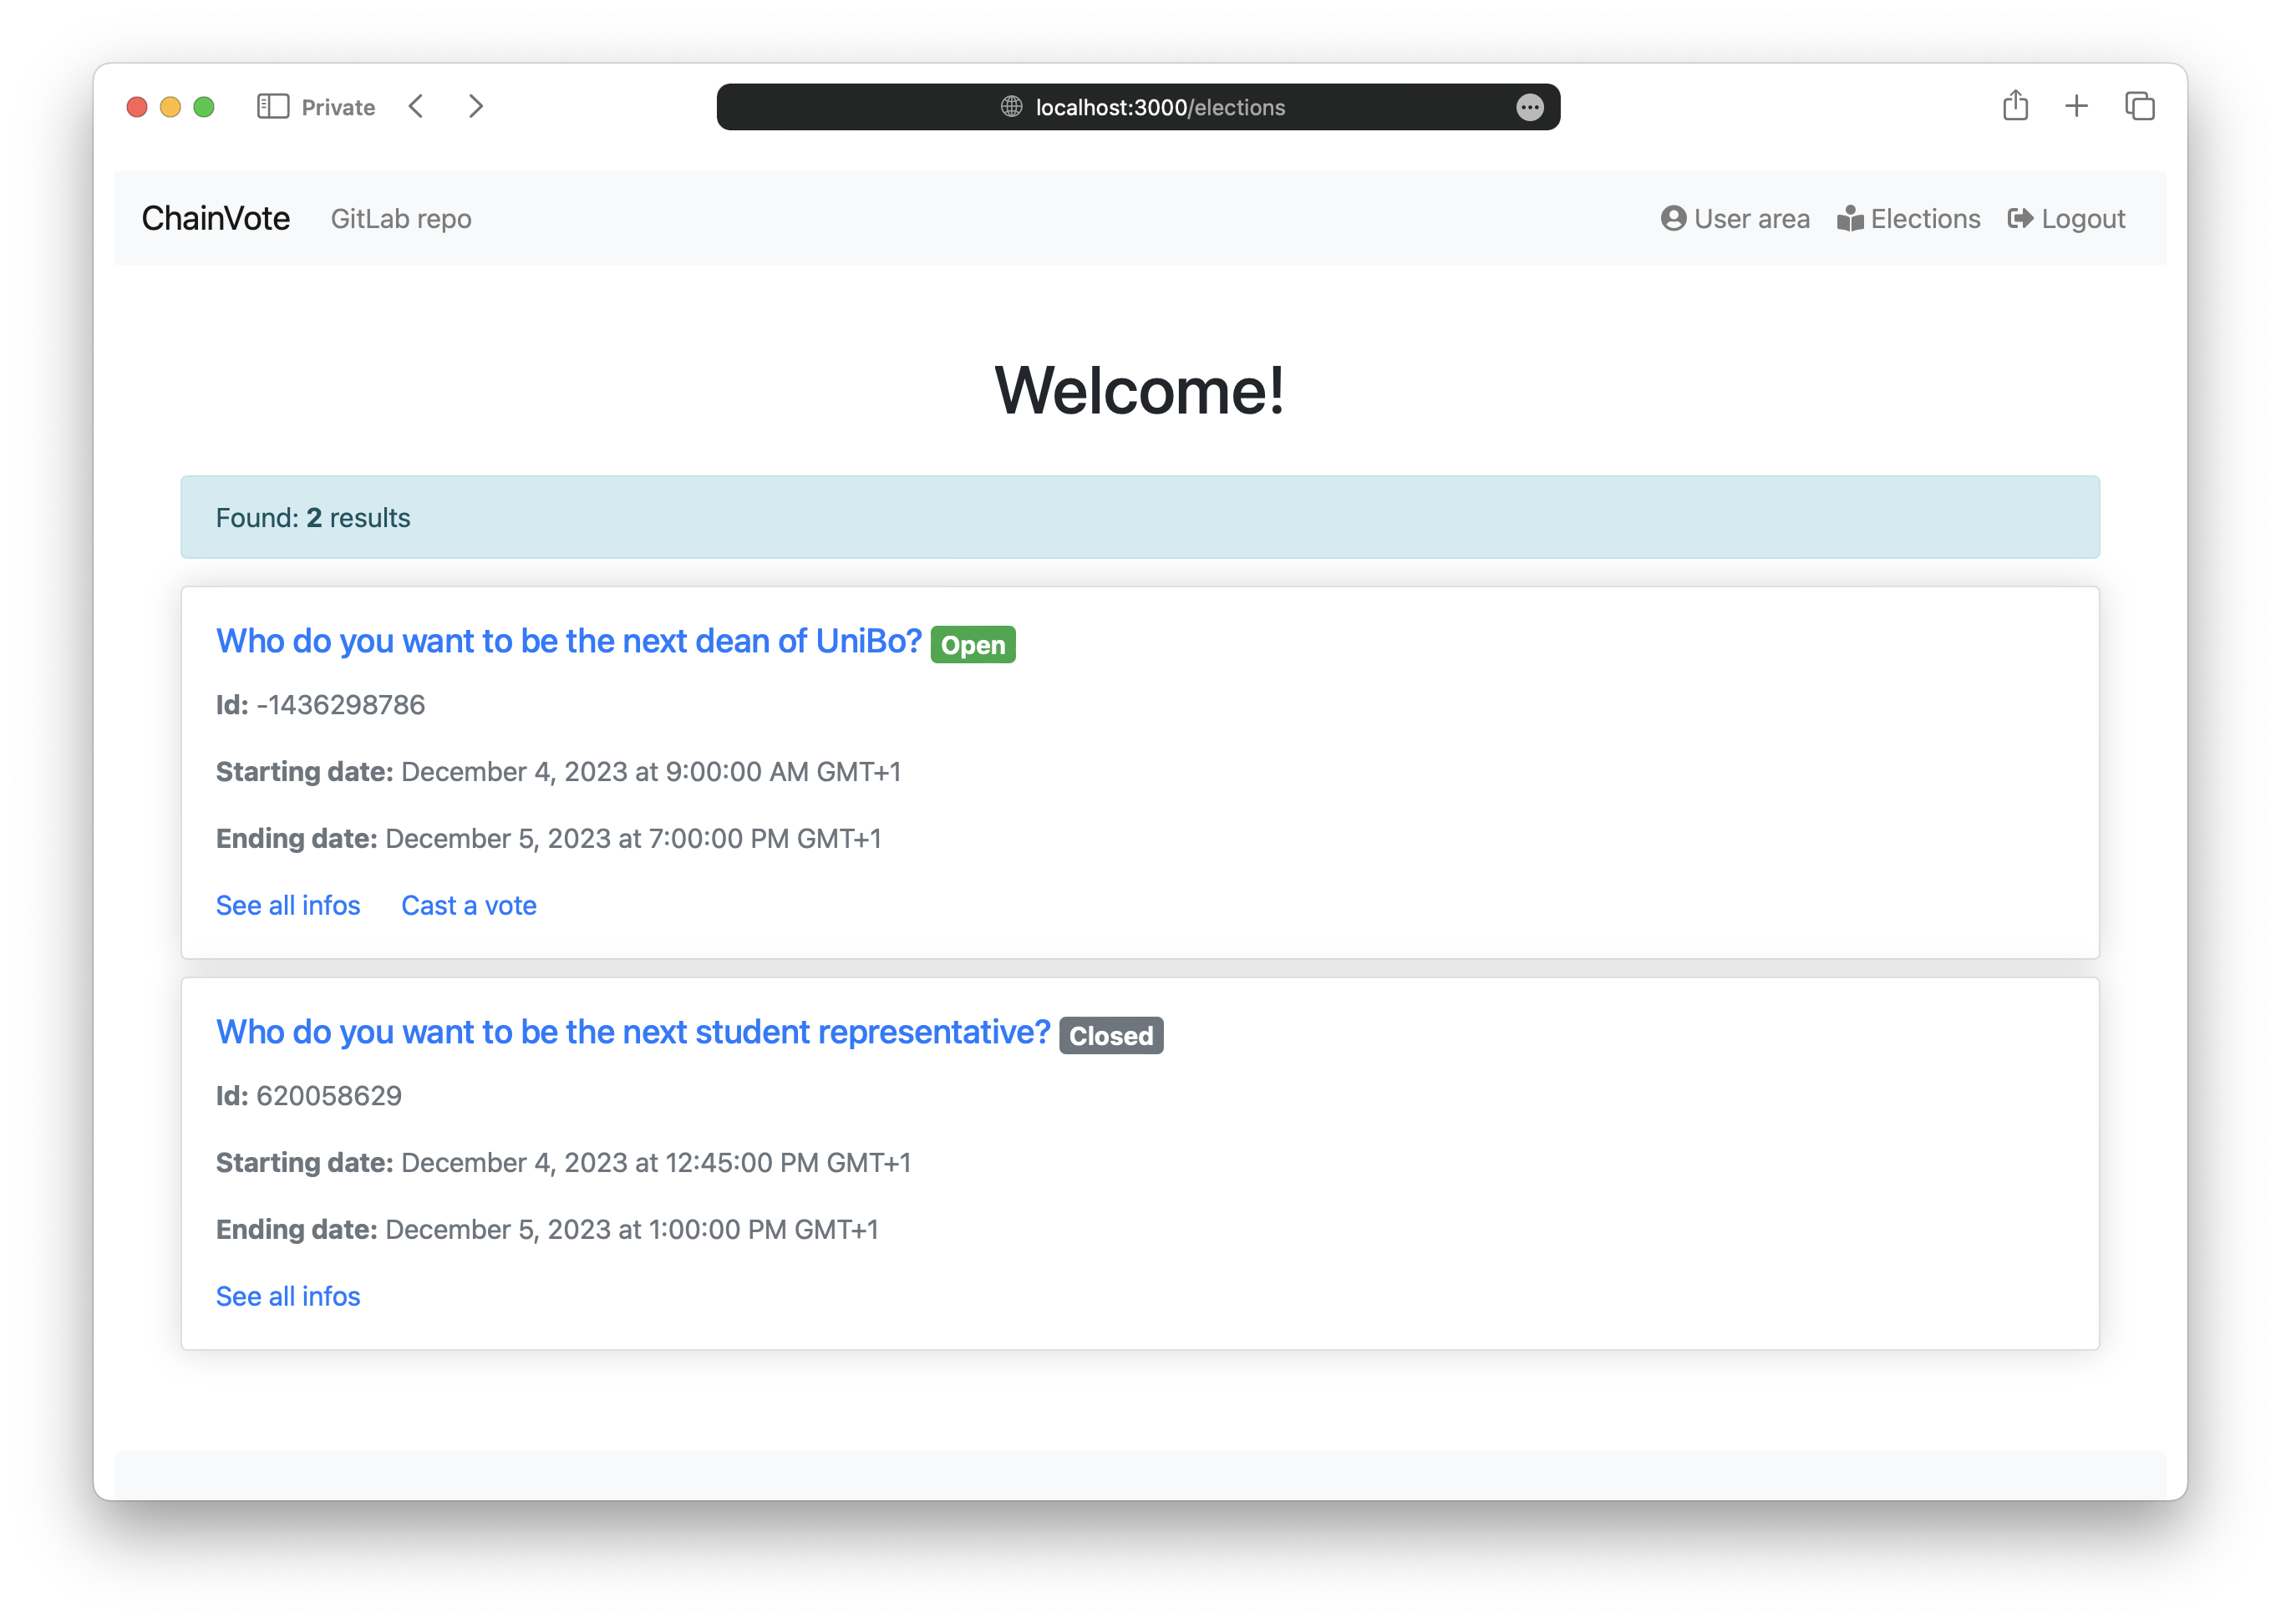 Private
localhost:3000/elections
ChainVote GitLab repo User area Elections Logout
Welcome!
Found: 2 results
Who do you want to be the next dean of UniBo? Open
Id: -1436298786
Starting date: December 4, 2023 at 9:00:00 AM GMT+1
Ending date: December 5, 2023 at 7:00:00 PM GMT+1
See all infos Cast a vote
Who do you want to be the next student representative? Closed
Id: 620058629
Starting date: December 4, 2023 at 12:45:00 PM GMT+1
Ending date: December 5, 2023 at 1:00:00 PM GMT+1
See all infos